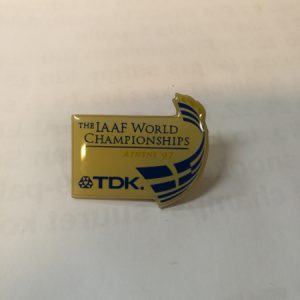 THE IAAF WORLD
CHAMPIONSHIPS
ATHENS '97
TDK.